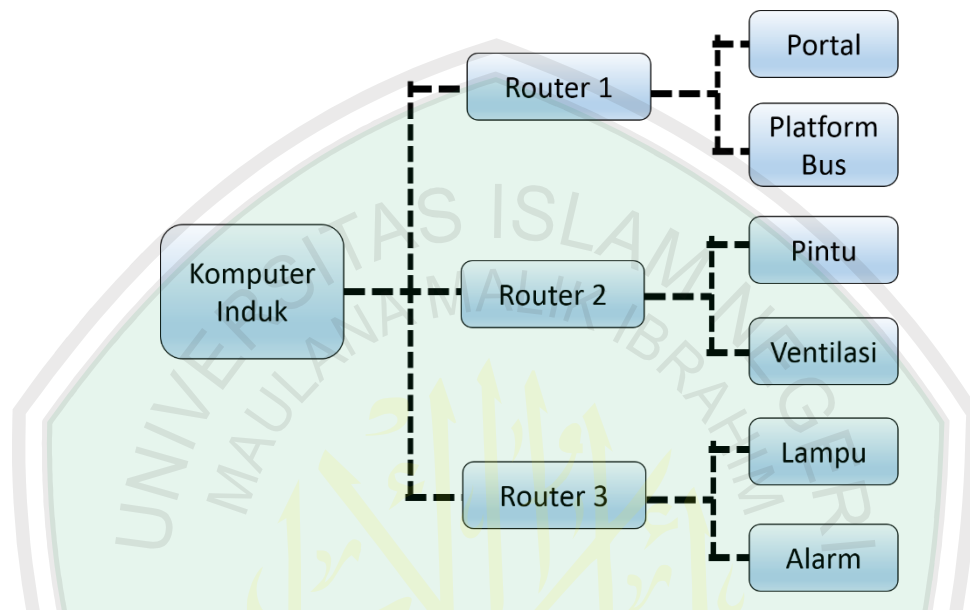 Portal
Router 1
Platform
Bus
Komputer
Induk
Router 2
Pintu
Ventilasi
Router 3
Lampu
Alarm
UNIVERSITAS ISLAM NEGERI
MAULANA MALIK IBRAHIM